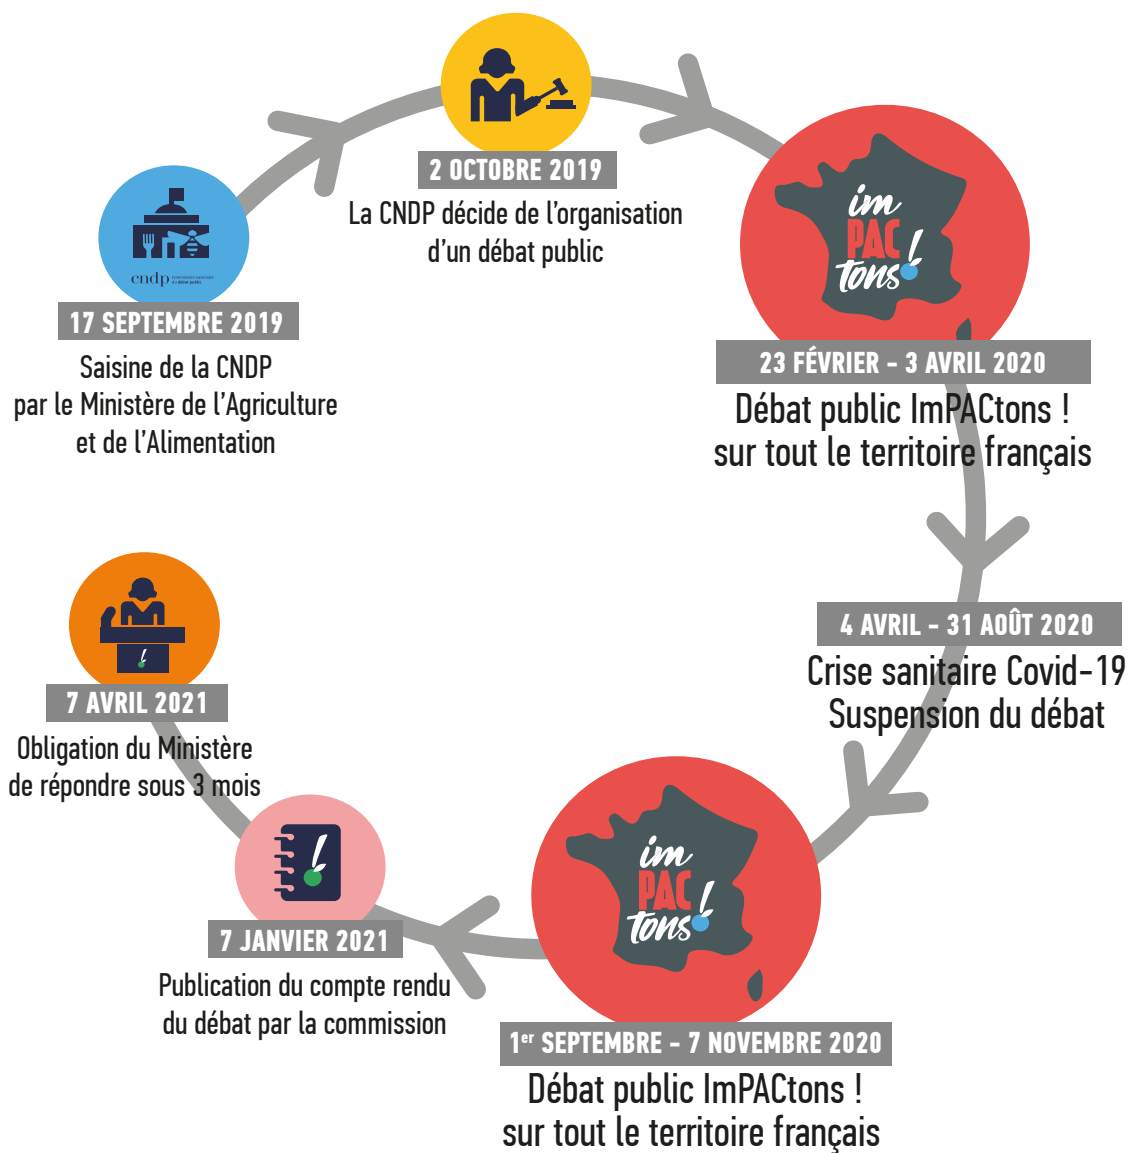 17 SEPTEMBRE 2019
Saisine de la CNDP
par le Ministère de l'Agriculture
et de l'Alimentation
cndp
2 OCTOBRE 2019
La CNDP décide de l'organisation
d'un débat public
im
PAC
tons!
23 FÉVRIER - 3 AVRIL 2020
Débat public ImPACtons !
sur tout le territoire français
4 AVRIL - 31 AOÛT 2020
Crise sanitaire Covid-19
Suspension du débat
im
PAC
tons!
1er SEPTEMBRE - 7 NOVEMBRE 2020
Débat public ImPACtons !
sur tout le territoire français
7 JANVIER 2021
Publication du compte rendu
du débat par la commission
7 AVRIL 2021
Obligation du Ministère
de répondre sous 3 mois